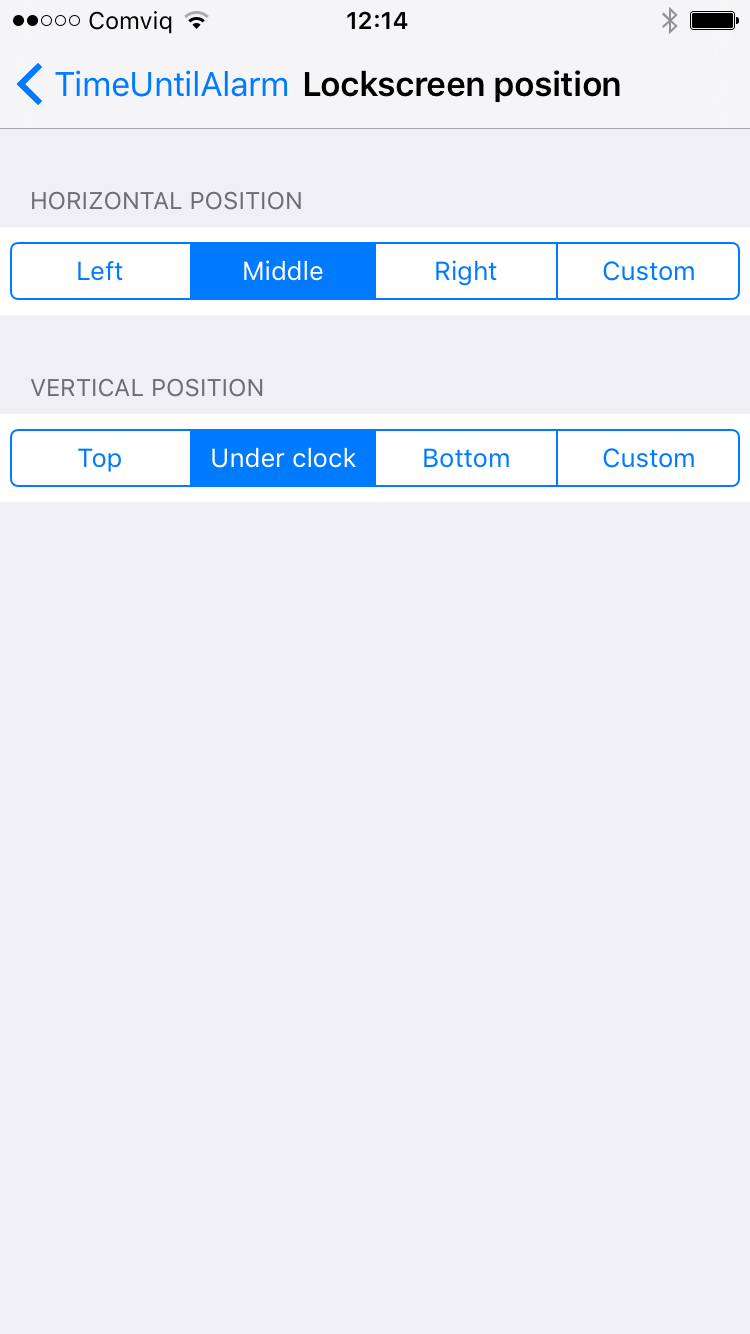 Comviq 12:14
TimeUntilAlarm Lockscreen position
HORIZONTAL POSITION
Left Middle Right Custom
VERTICAL POSITION
Top Under clock Bottom Custom